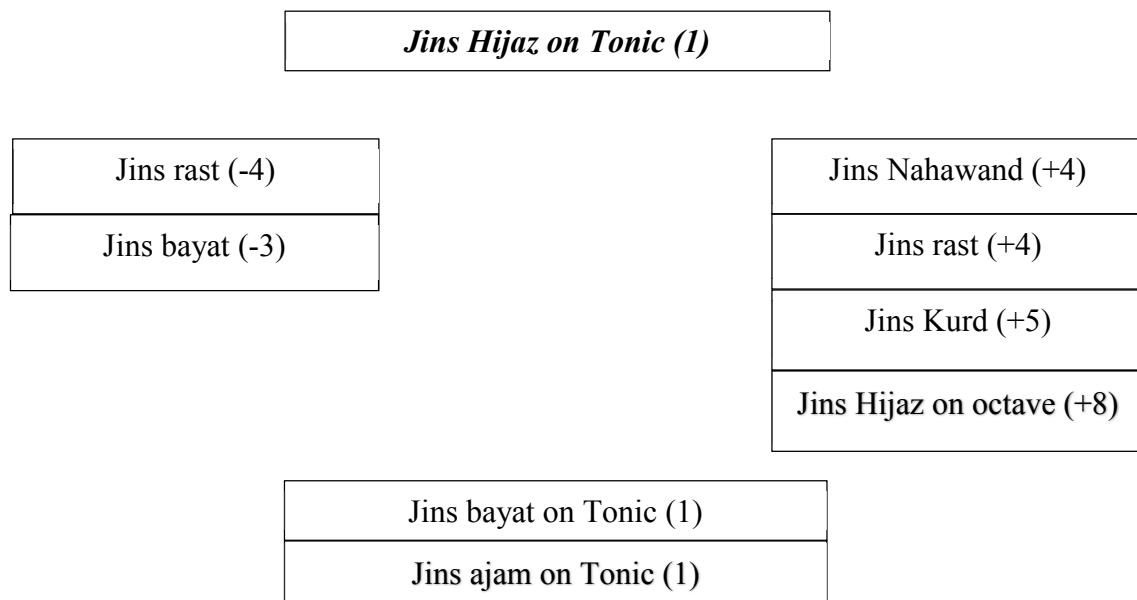 Jins Hijaz on Tonic (1)
Jins rast (-4)
Jins bayat (-3)
Jins Nahawand (+4)
Jins rast (+4)
Jins Kurd (+5)
Jins Hijaz on octave (+8)
Jins bayat on Tonic (1)
Jins ajam on Tonic (1)